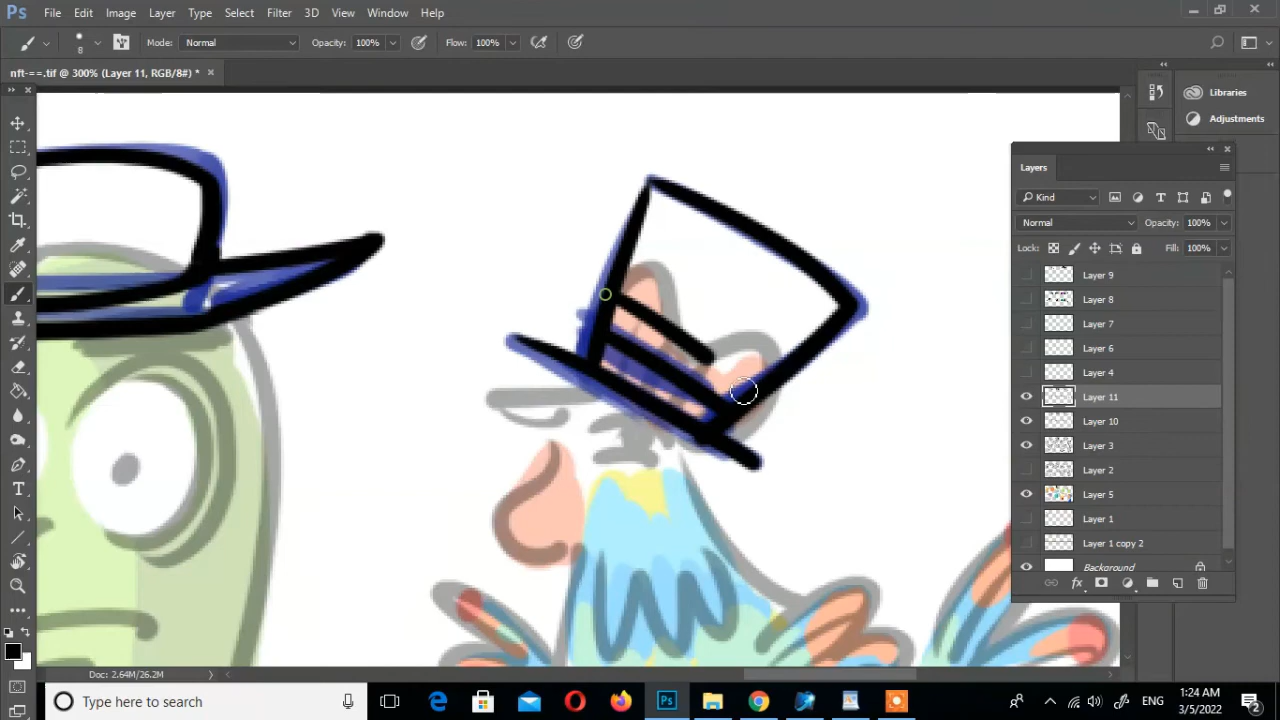 Ps File Edit Image Layer Type Select Filter 3D View Window Help
8 Mode: Normal Opacity: 100% Flow: 100%
nft-==.tif @ 300% (Layer 11, RGB/8#) * ×
Libraries
Adjustments
Layers
Kind
Normal Opacity: 100%
Lock: Fill: 100%
Layer 9
Layer 8
Layer 7
Layer 6
Layer 4
Layer 11
Layer 10
Layer 3
Layer 2
Layer 5
Layer 1
Layer 1 copy 2
Background
fx
Doc: 2.64M/26.2M
Type here to search
Ps
ENG
1:24 AM
3/5/2022
2